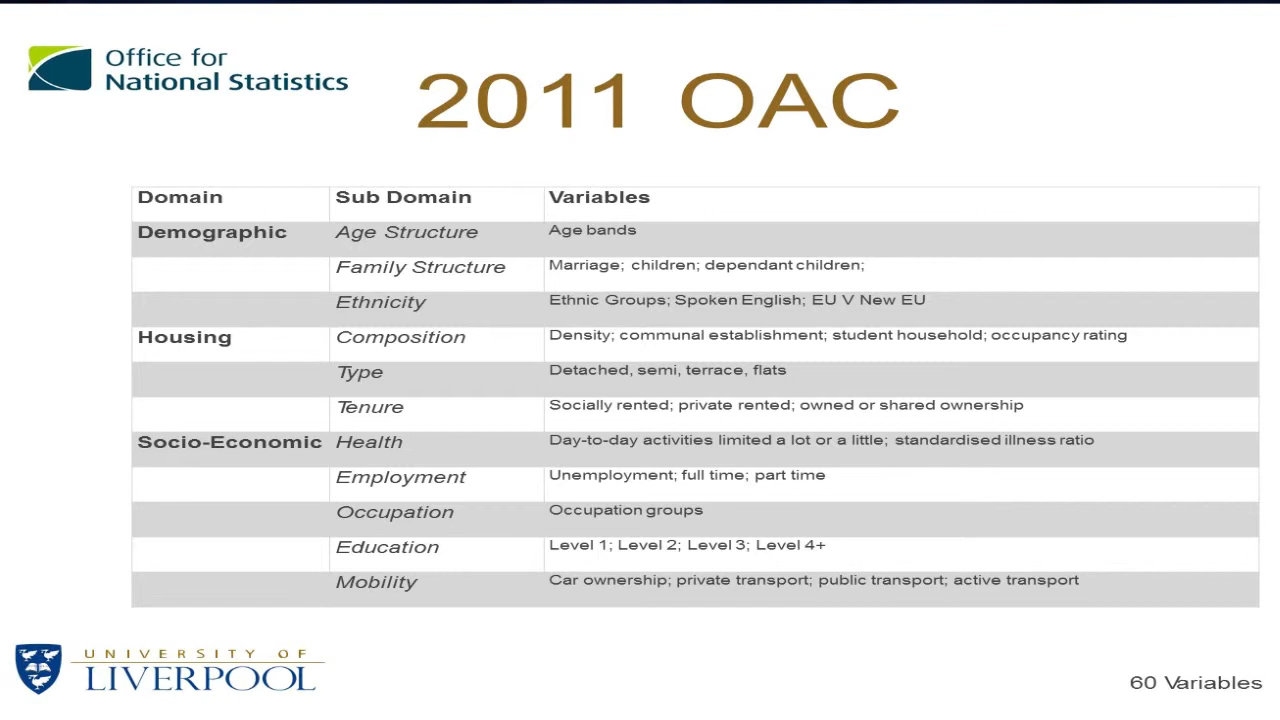 Office for
National Statistics
2011 OAC
Domain Sub Domain Variables
Demographic Age Structure Age bands
Family Structure Marriage; children; dependant children;
Ethnicity Ethnic Groups; Spoken English; EU V New EU
Housing Composition Density; communal establishment; student household; occupancy rating
Type Detached, semi, terrace, flats
Tenure Socially rented; private rented; owned or shared ownership
Socio-Economic Health Day-to-day activities limited a lot or a little; standardised illness ratio
Employment Unemployment; full time; part time
Occupation Occupation groups
Education Level 1; Level 2; Level 3; Level 4+
Mobility Car ownership; private transport; public transport; active transport
UNIVERSITY OF
LIVERPOOL
60 Variables